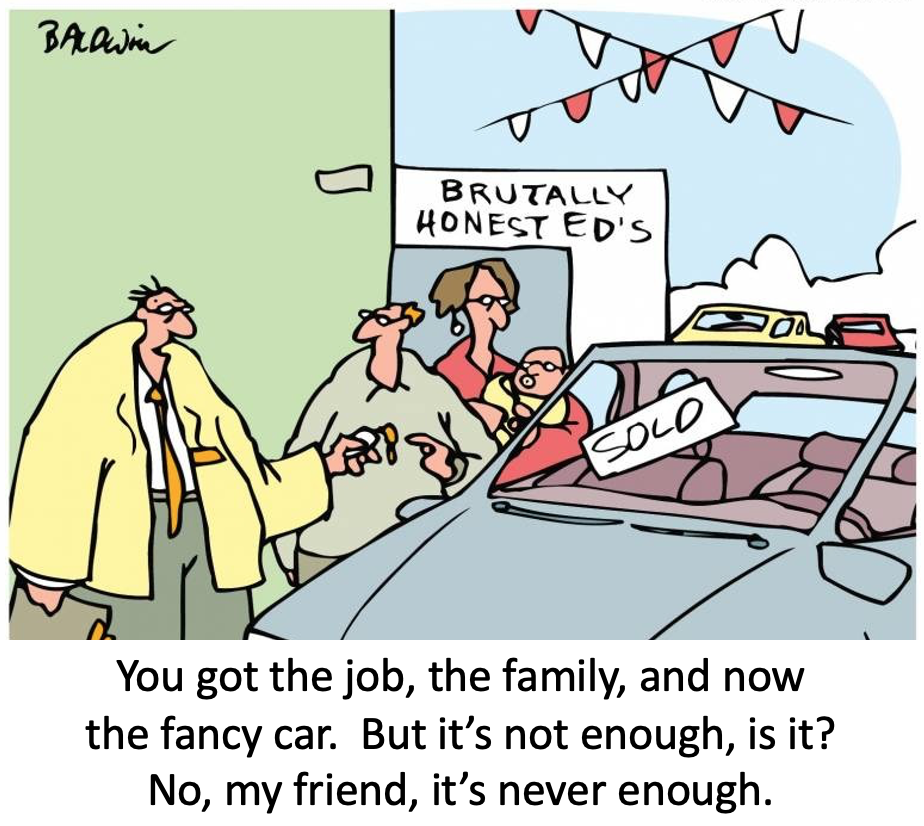 BALDWIN
BRUTALLY
HONEST ED'S
SOLD
You got the job, the family, and now
the fancy car.  But it’s not enough, is it?
No, my friend, it’s never enough.